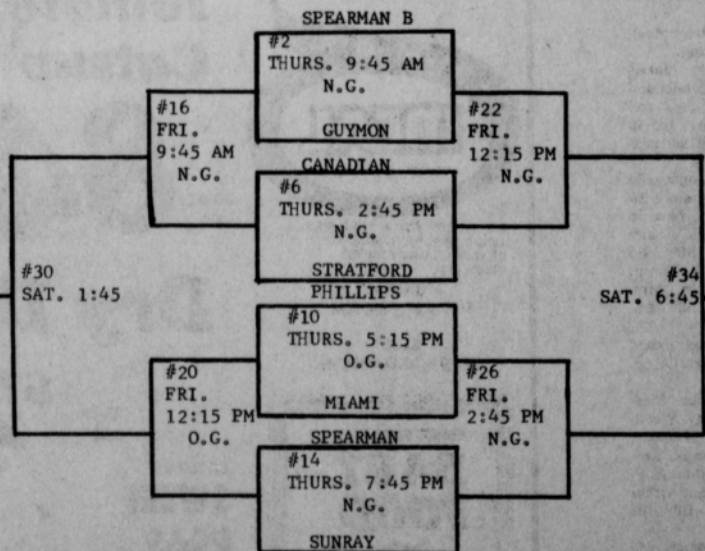 SPEARMAN B
#2
THURS. 9:45 AM
N.G.
GUYMON
#16
FRI.
9:45 AM
N.G.
#22
FRI.
12:15 PM
N.G.
CANADIAN
#6
THURS. 2:45 PM
N.G.
STRATFORD
#30
SAT. 1:45
#34
SAT. 6:45
PHILLIPS
#10
THURS. 5:15 PM
O.G.
MIAMI
#20
FRI.
12:15 PM
O.G.
#26
FRI.
2:45 PM
N.G.
SPEARMAN
#14
THURS. 7:45 PM
N.G.
SUNRAY